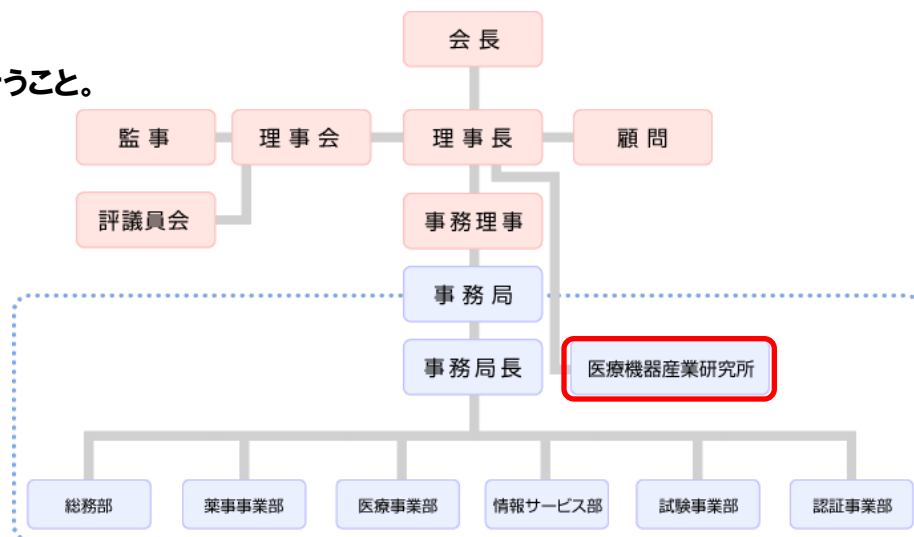 会長
うこと。
監事
理事会
理事長
顧問
評議員会
事務理事
事務局
事務局長
医療機器産業研究所
総務部
薬事事業部
医療事業部
情報サービス部
試験事業部
認証事業部